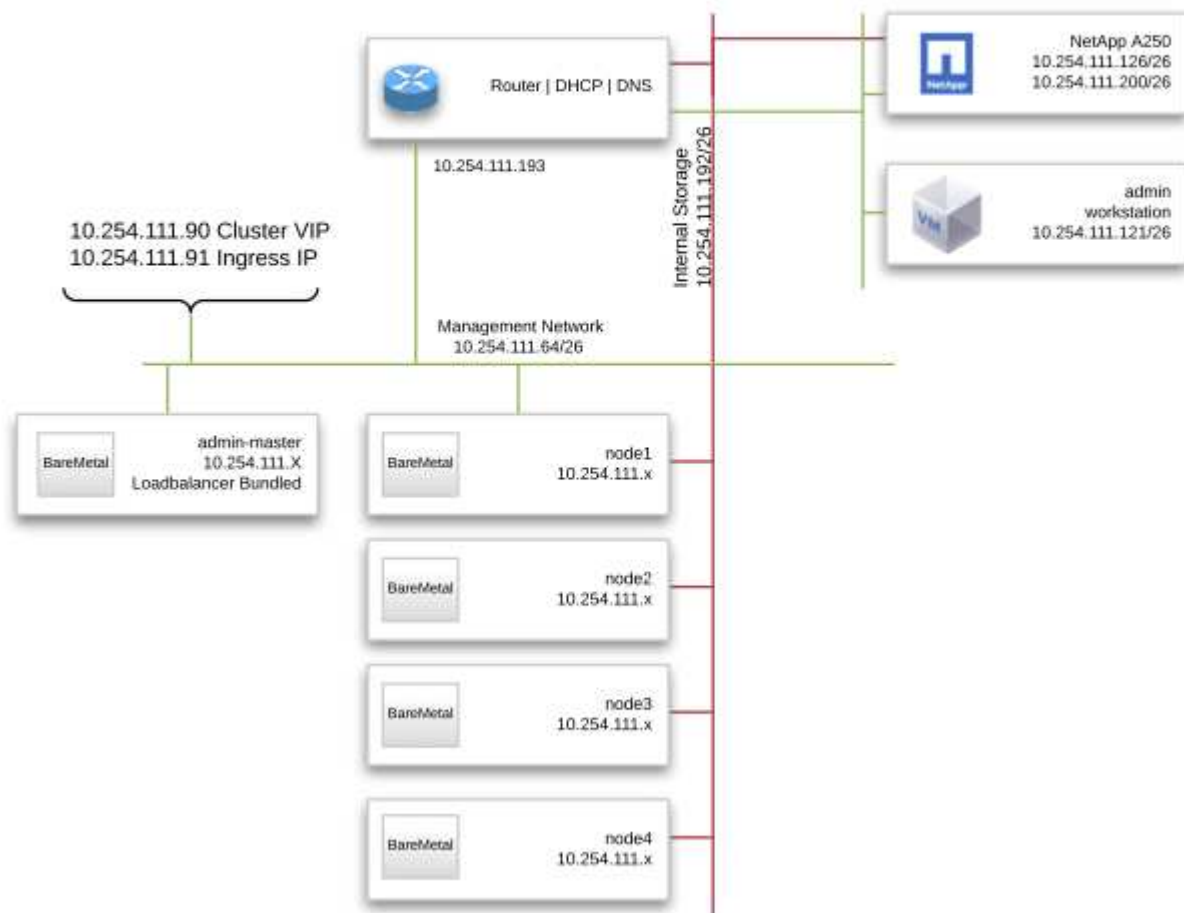 NetApp A250
10.254.111.126/26
10.254.111.200/26
NetApp
Router | DHCP | DNS
10.254.111.193
Internal Storage
10.254.111.192/26
admin
workstation
10.254.111.121/26
VM
10.254.111.90 Cluster VIP
10.254.111.91 Ingress IP
Management Network
10.254.111.64/26
BareMetal
admin-master
10.254.111.X
Loadbalancer Bundled
BareMetal
node1
10.254.111.x
BareMetal
node2
10.254.111.x
BareMetal
node3
10.254.111.x
BareMetal
node4
10.254.111.x